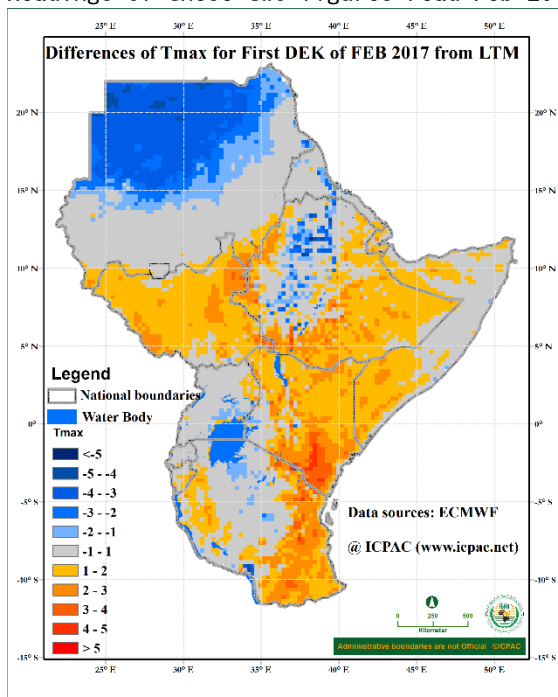 Differences of Tmax for First DEK of FEB 2017 from LTM
25° E 30° E 35° E 40° E 45° E 50° E
20° N
20° N
15° N
15° N
10° N
10° N
5° N
5° N
0°
0°
-5° S
-5° S
-10° S
-10° S
-15° S
-15° S
Legend
National boundaries
Water Body
Tmax
<-5
-5 - -4
-4 - -3
-3 - -2
-2 - -1
-1 - 1
1 - 2
2 - 3
3 - 4
4 - 5
> 5
Data sources: ECMWF
@ ICPAC (www.icpac.net)
0 250 500
Kilometer
Administrative boundaries are not Official ©ICPAC
25° E 30° E 35° E 40° E 45° E 50° E